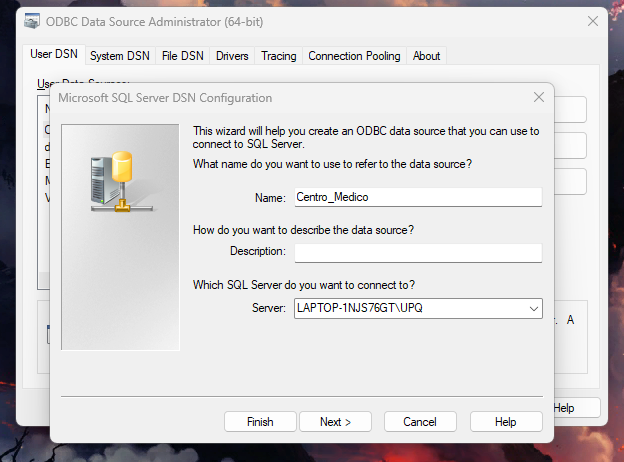 ODBC Data Source Administrator (64-bit)
User DSN System DSN File DSN Drivers Tracing Connection Pooling About
Microsoft SQL Server DSN Configuration
This wizard will help you create an ODBC data source that you can use to
connect to SQL Server.
What name do you want to use to refer to the data source?
Name: Centro_Medico
How do you want to describe the data source?
Description:
Which SQL Server do you want to connect to?
Server: LAPTOP-1NJS76GT\UPQ
A
Finish Next > Cancel Help
Help